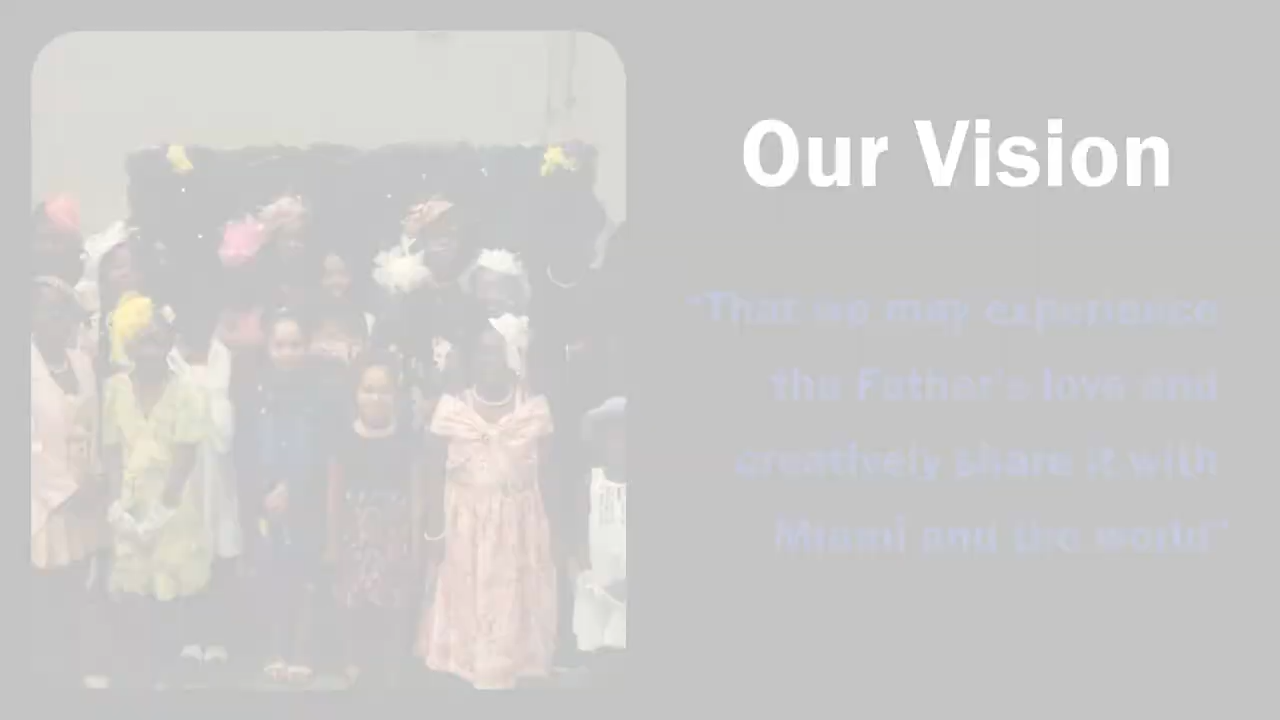 Our Vision
"That we may experience
the Father's love and
creatively share it with
Miami and the world"